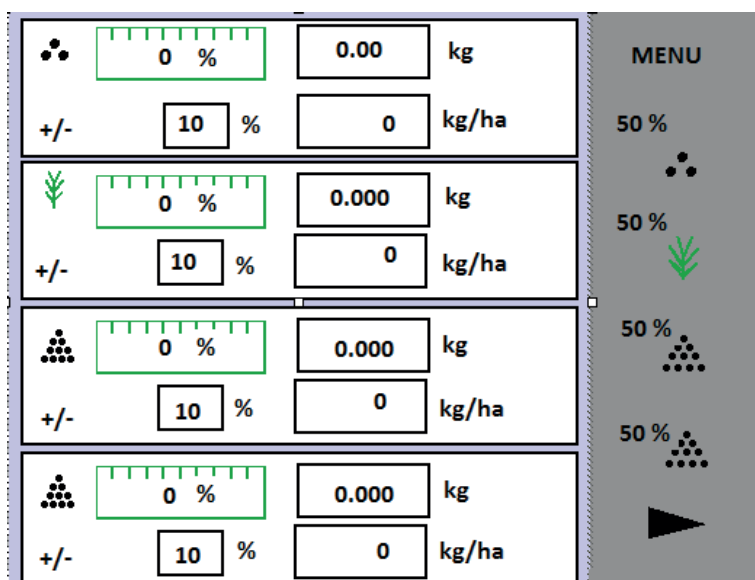 0 % 0.00 kg
+/- 10 % 0 kg/ha
0 % 0.000 kg
+/- 10 % 0 kg/ha
0 % 0.000 kg
+/- 10 % 0 kg/ha
0 % 0.000 kg
+/- 10 % 0 kg/ha
MENU
50 %
50 %
50 %
50 %